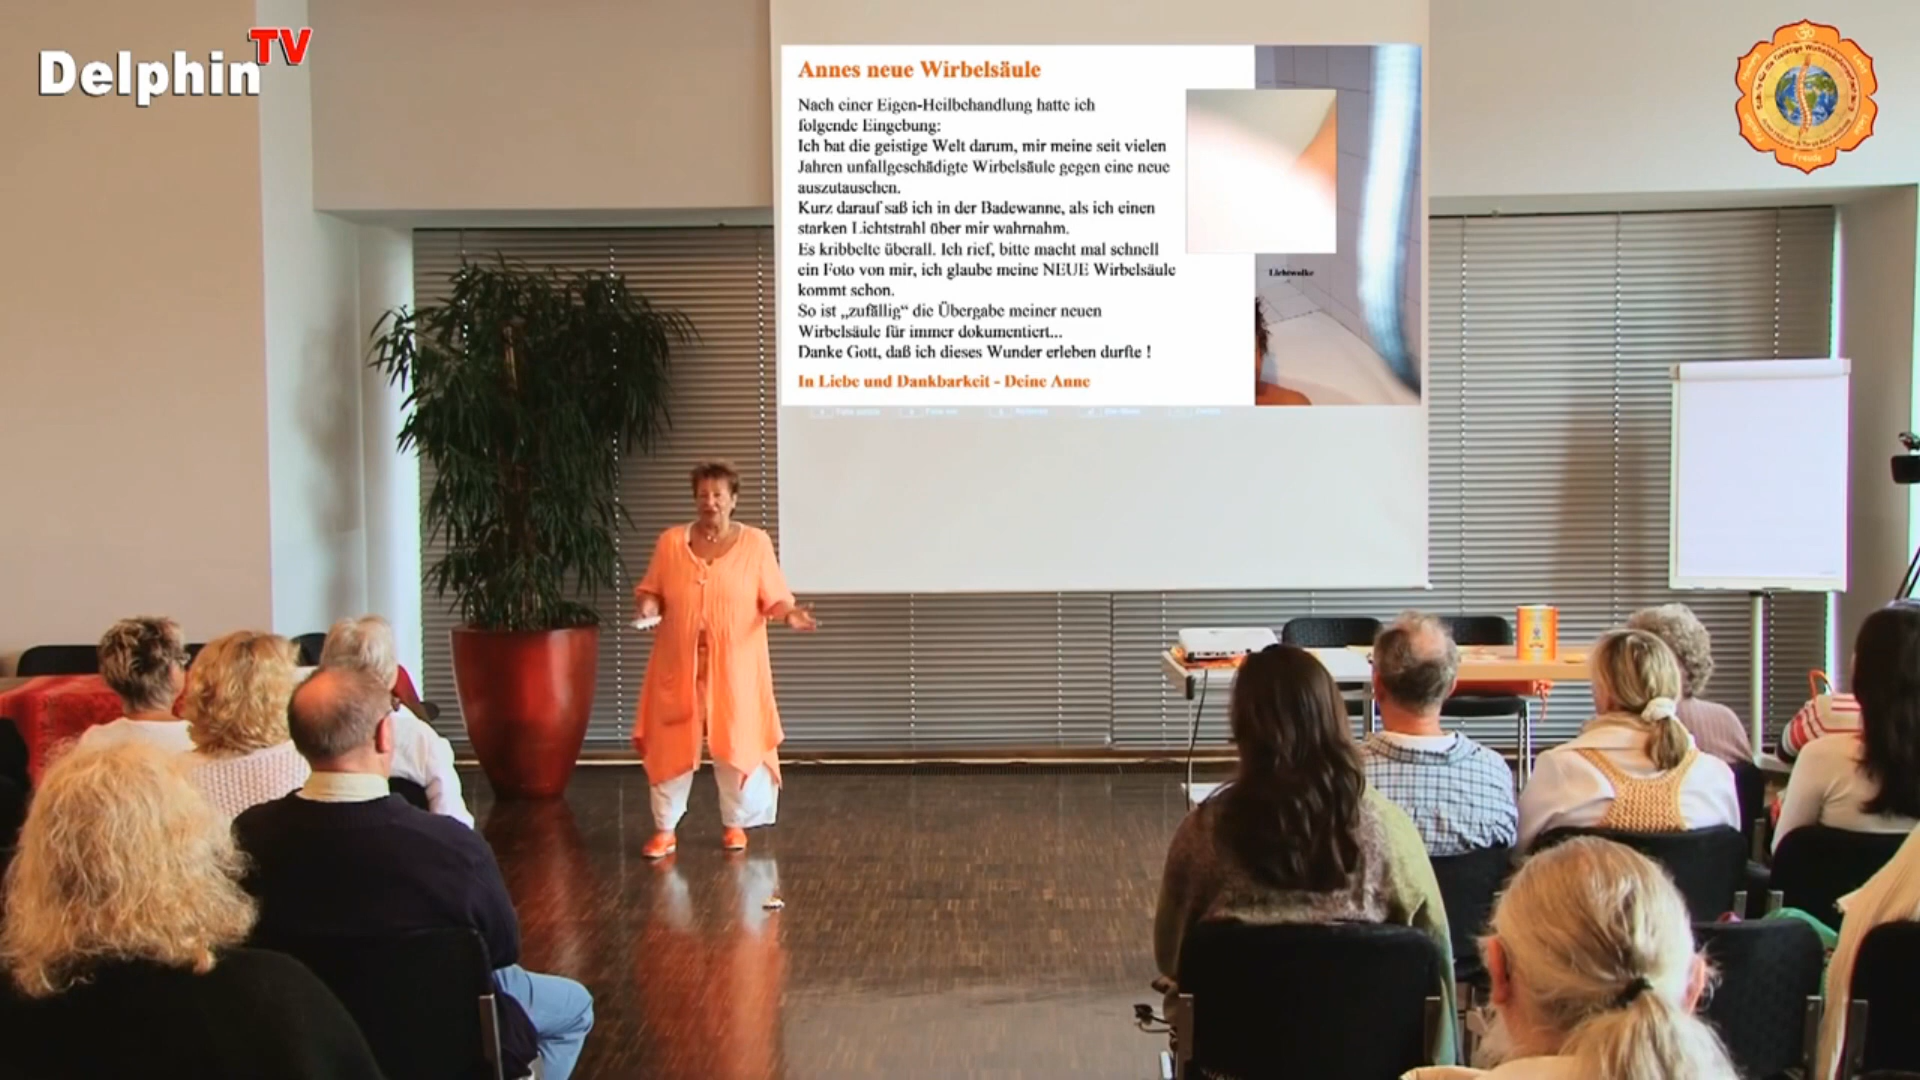 Delphin TV
Annes neue Wirbelsäule
Nach einer Eigen-Heilbehandlung hatte ich
folgende Eingebung:
Ich bat die geistige Welt darum, mir meine seit vielen
Jahren unfallgeschädigte Wirbelsäule gegen eine neue
auszutauschen.
Kurz darauf saß ich in der Badewanne, als ich einen
starken Lichtstrahl über mir wahrnahm.
Es kribbelte überall. Ich rief, bitte macht mal schnell
ein Foto von mir, ich glaube meine NEUE Wirbelsäule
kommt schon.
So ist „zufällig“ die Übergabe meiner neuen
Wirbelsäule für immer dokumentiert...
Danke Gott, daß ich dieses Wunder erleben durfte !
In Liebe und Dankbarkeit - Deine Anne
Lichtwolke
Freude